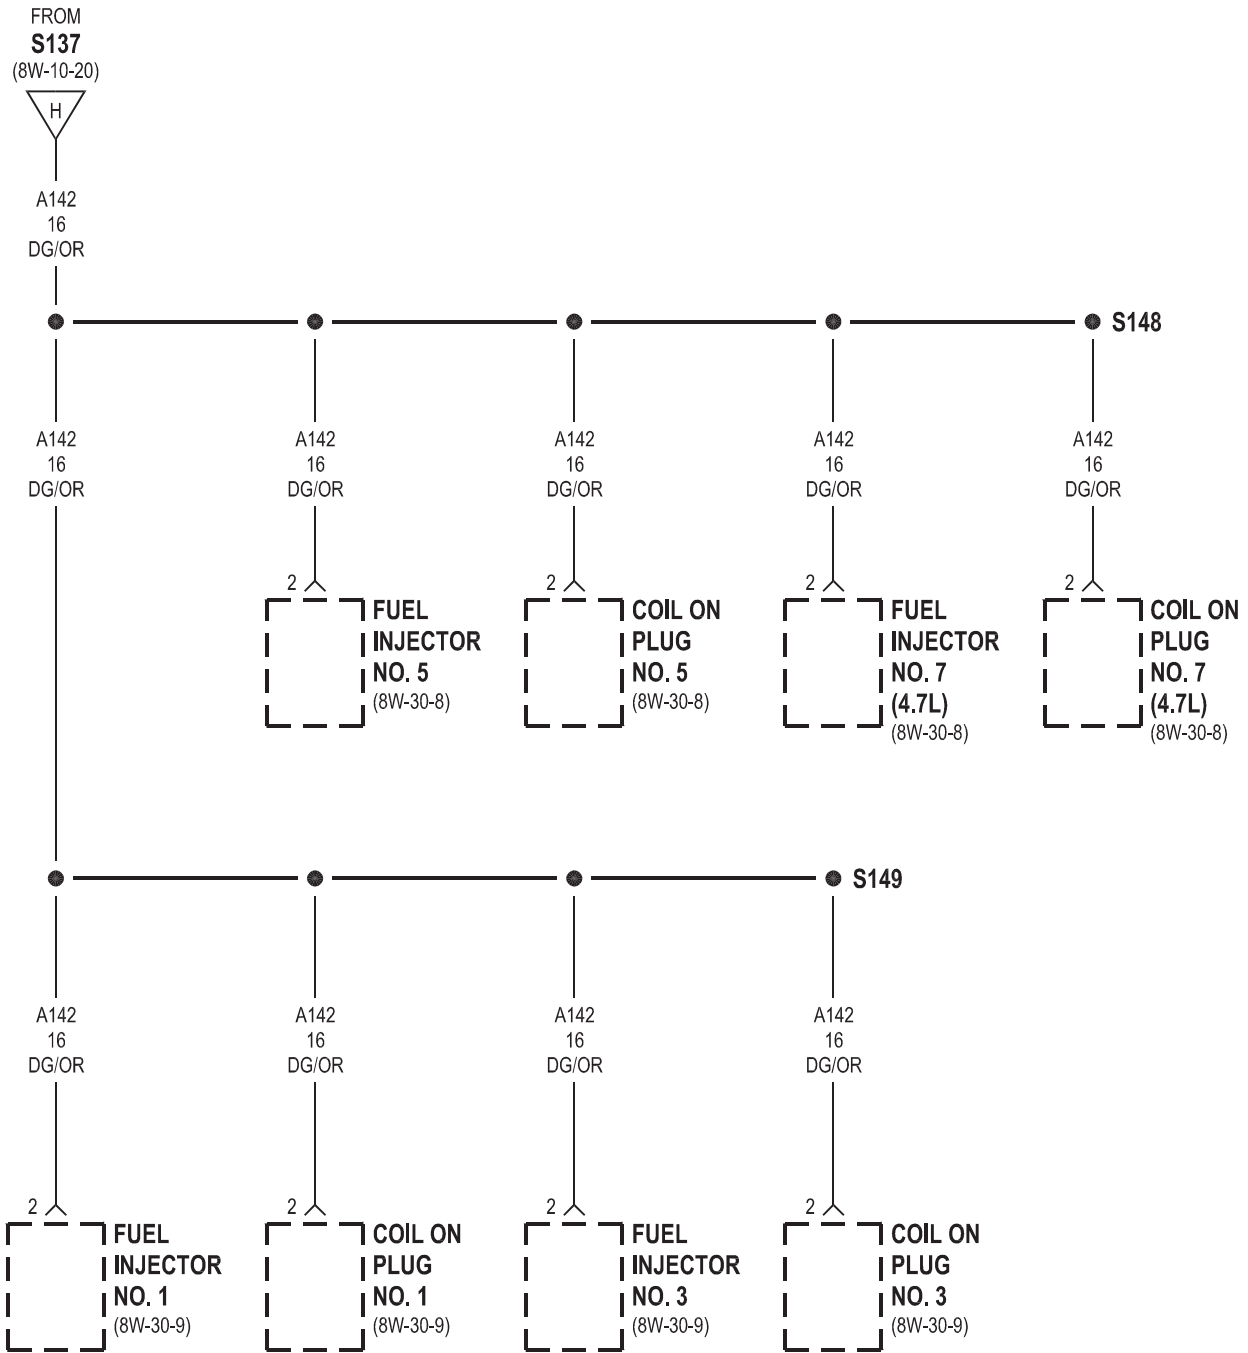 FROM
S137
(8W-10-20)
H
A142
16
DG/OR
S148
A142
16
DG/OR
A142
16
DG/OR
A142
16
DG/OR
A142
16
DG/OR
A142
16
DG/OR
2
FUEL
INJECTOR
NO. 5
(8W-30-8)
2
COIL ON
PLUG
NO. 5
(8W-30-8)
2
FUEL
INJECTOR
NO. 7
(4.7L)
(8W-30-8)
2
COIL ON
PLUG
NO. 7
(4.7L)
(8W-30-8)
S149
A142
16
DG/OR
A142
16
DG/OR
A142
16
DG/OR
A142
16
DG/OR
2
FUEL
INJECTOR
NO. 1
(8W-30-9)
2
COIL ON
PLUG
NO. 1
(8W-30-9)
2
FUEL
INJECTOR
NO. 3
(8W-30-9)
2
COIL ON
PLUG
NO. 3
(8W-30-9)